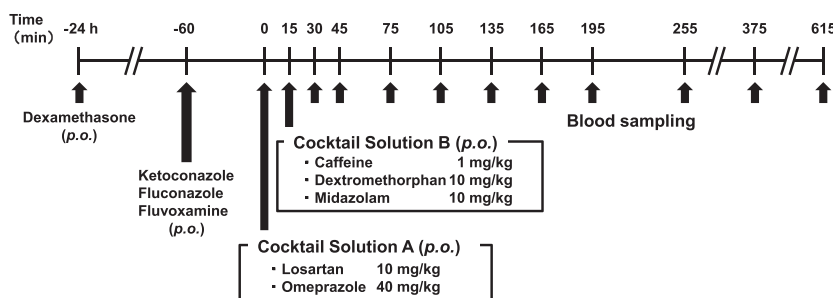 Time -24 h -60 0 15 30 45 75 105 135 165 195 255 375 615
(min)
Dexamethasone
(p.o.)
Blood sampling
Ketoconazole
Fluconazole
Fluvoxamine
(p.o.)
Cocktail Solution B (p.o.)
・Caffeine 1 mg/kg
・Dextromethorphan 10 mg/kg
・Midazolam 10 mg/kg
Cocktail Solution A (p.o.)
・Losartan 10 mg/kg
・Omeprazole 40 mg/kg